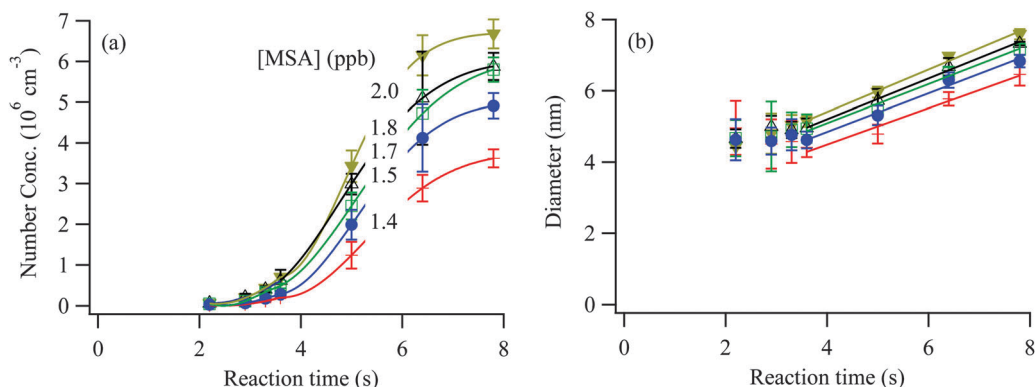 (a)
[MSA] (ppb)
2.0
1.8
1.7
1.5
1.4
Number Conc. (10⁶ cm⁻³)
7
6
5
4
3
2
1
0
0 2 4 6 8
Reaction time (s)
(b)
Diameter (nm)
8
6
4
2
0
0 2 4 6 8
Reaction time (s)